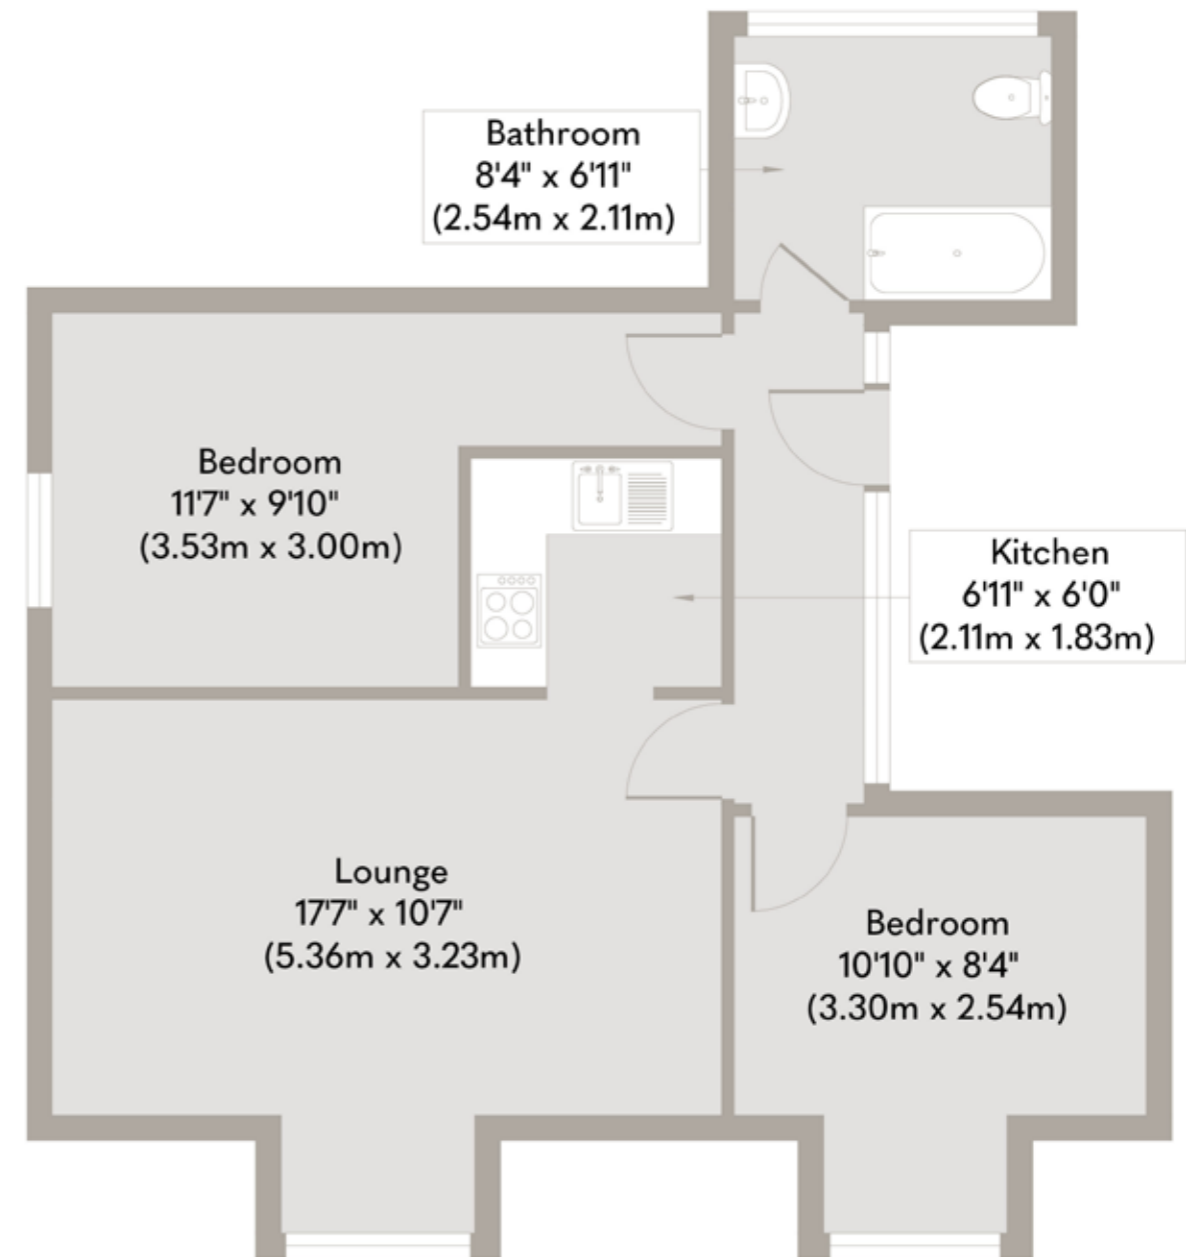 Bathroom
8'4" x 6'11"
(2.54m x 2.11m)
Bedroom
11'7" x 9'10"
(3.53m x 3.00m)
Kitchen
6'11" x 6'0"
(2.11m x 1.83m)
Lounge
17'7" x 10'7"
(5.36m x 3.23m)
Bedroom
10'10" x 8'4"
(3.30m x 2.54m)